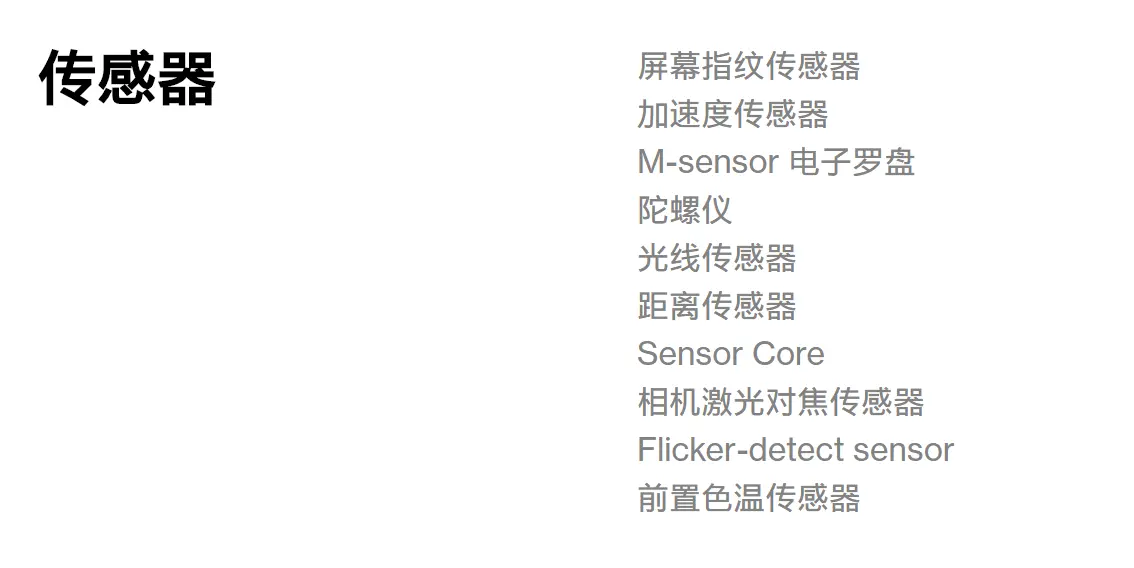 传感器
屏幕指纹传感器
加速度传感器
M-sensor 电子罗盘
陀螺仪
光线传感器
距离传感器
Sensor Core
相机激光对焦传感器
Flicker-detect sensor
前置色温传感器